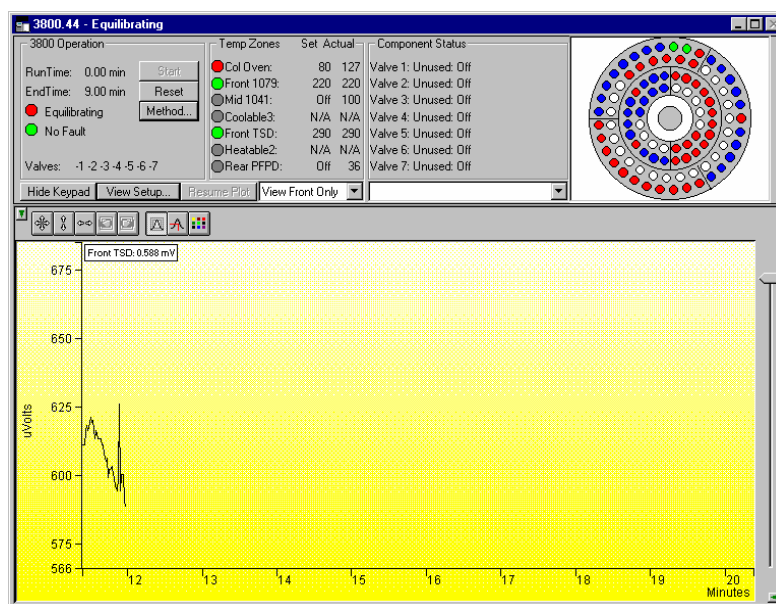 3800.44 - Equilibrating
3800 Operation
RunTime: 0.00 min Start
EndTime: 9.00 min Reset
Equilibrating Method...
No Fault
Valves: -1 -2 -3 -4 -5 -6 -7
Temp Zones Set Actual
Col Oven: 80 127
Front 1079: 220 220
Mid 1041: Off 100
Coolable3: N/A N/A
Front TSD: 290 290
Heatable2: N/A N/A
Rear PFPD: Off 36
Component Status
Valve 1: Unused: Off
Valve 2: Unused: Off
Valve 3: Unused: Off
Valve 4: Unused: Off
Valve 5: Unused: Off
Valve 6: Unused: Off
Valve 7: Unused: Off
Hide Keypad View Setup... Resume Plot View Front Only
Front TSD: 0.588 mV
675
650
625
600
575
566
uVolts
12 13 14 15 16 17 18 19 20
Minutes